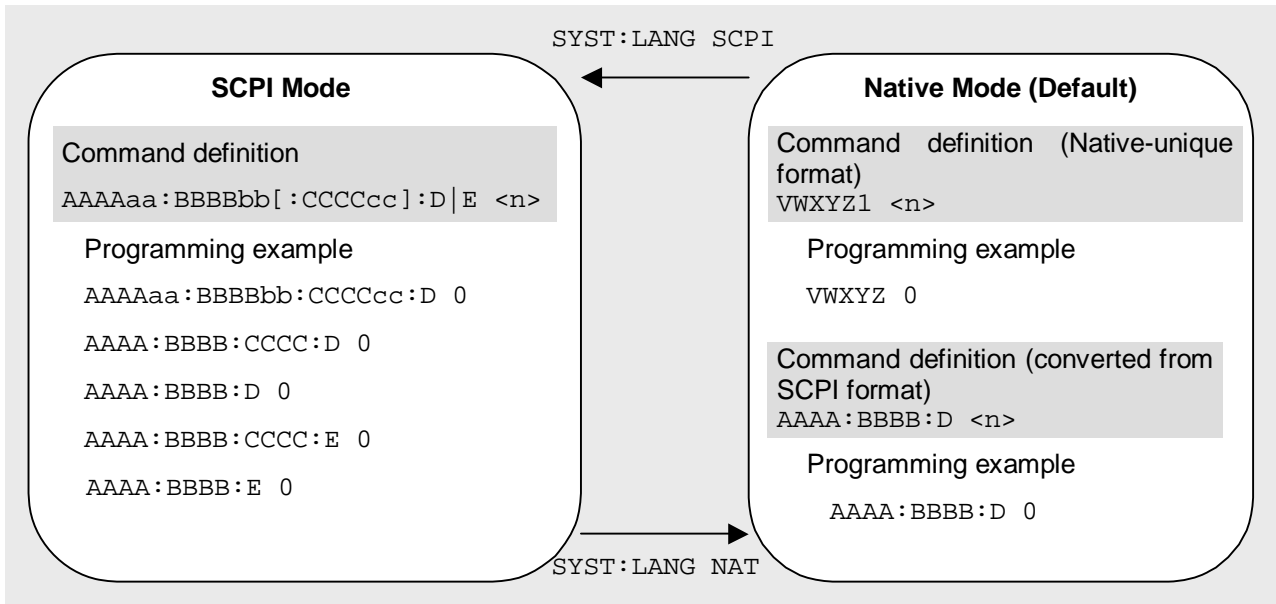 SYST:LANG SCPI
SCPI Mode
Command definition
AAAAaa:BBBBbb[:CCCCcc]:D|E <n>
Programming example
AAAAaa:BBBBbb:CCCCcc:D 0
AAAA:BBBB:CCCC:D 0
AAAA:BBBB:D 0
AAAA:BBBB:CCCC:E 0
AAAA:BBBB:E 0
Native Mode (Default)
Command definition (Native-unique
format)
VWXYZ1 <n>
Programming example
VWXYZ 0
Command definition (converted from
SCPI format)
AAAA:BBBB:D <n>
Programming example
AAAA:BBBB:D 0
SYST:LANG NAT